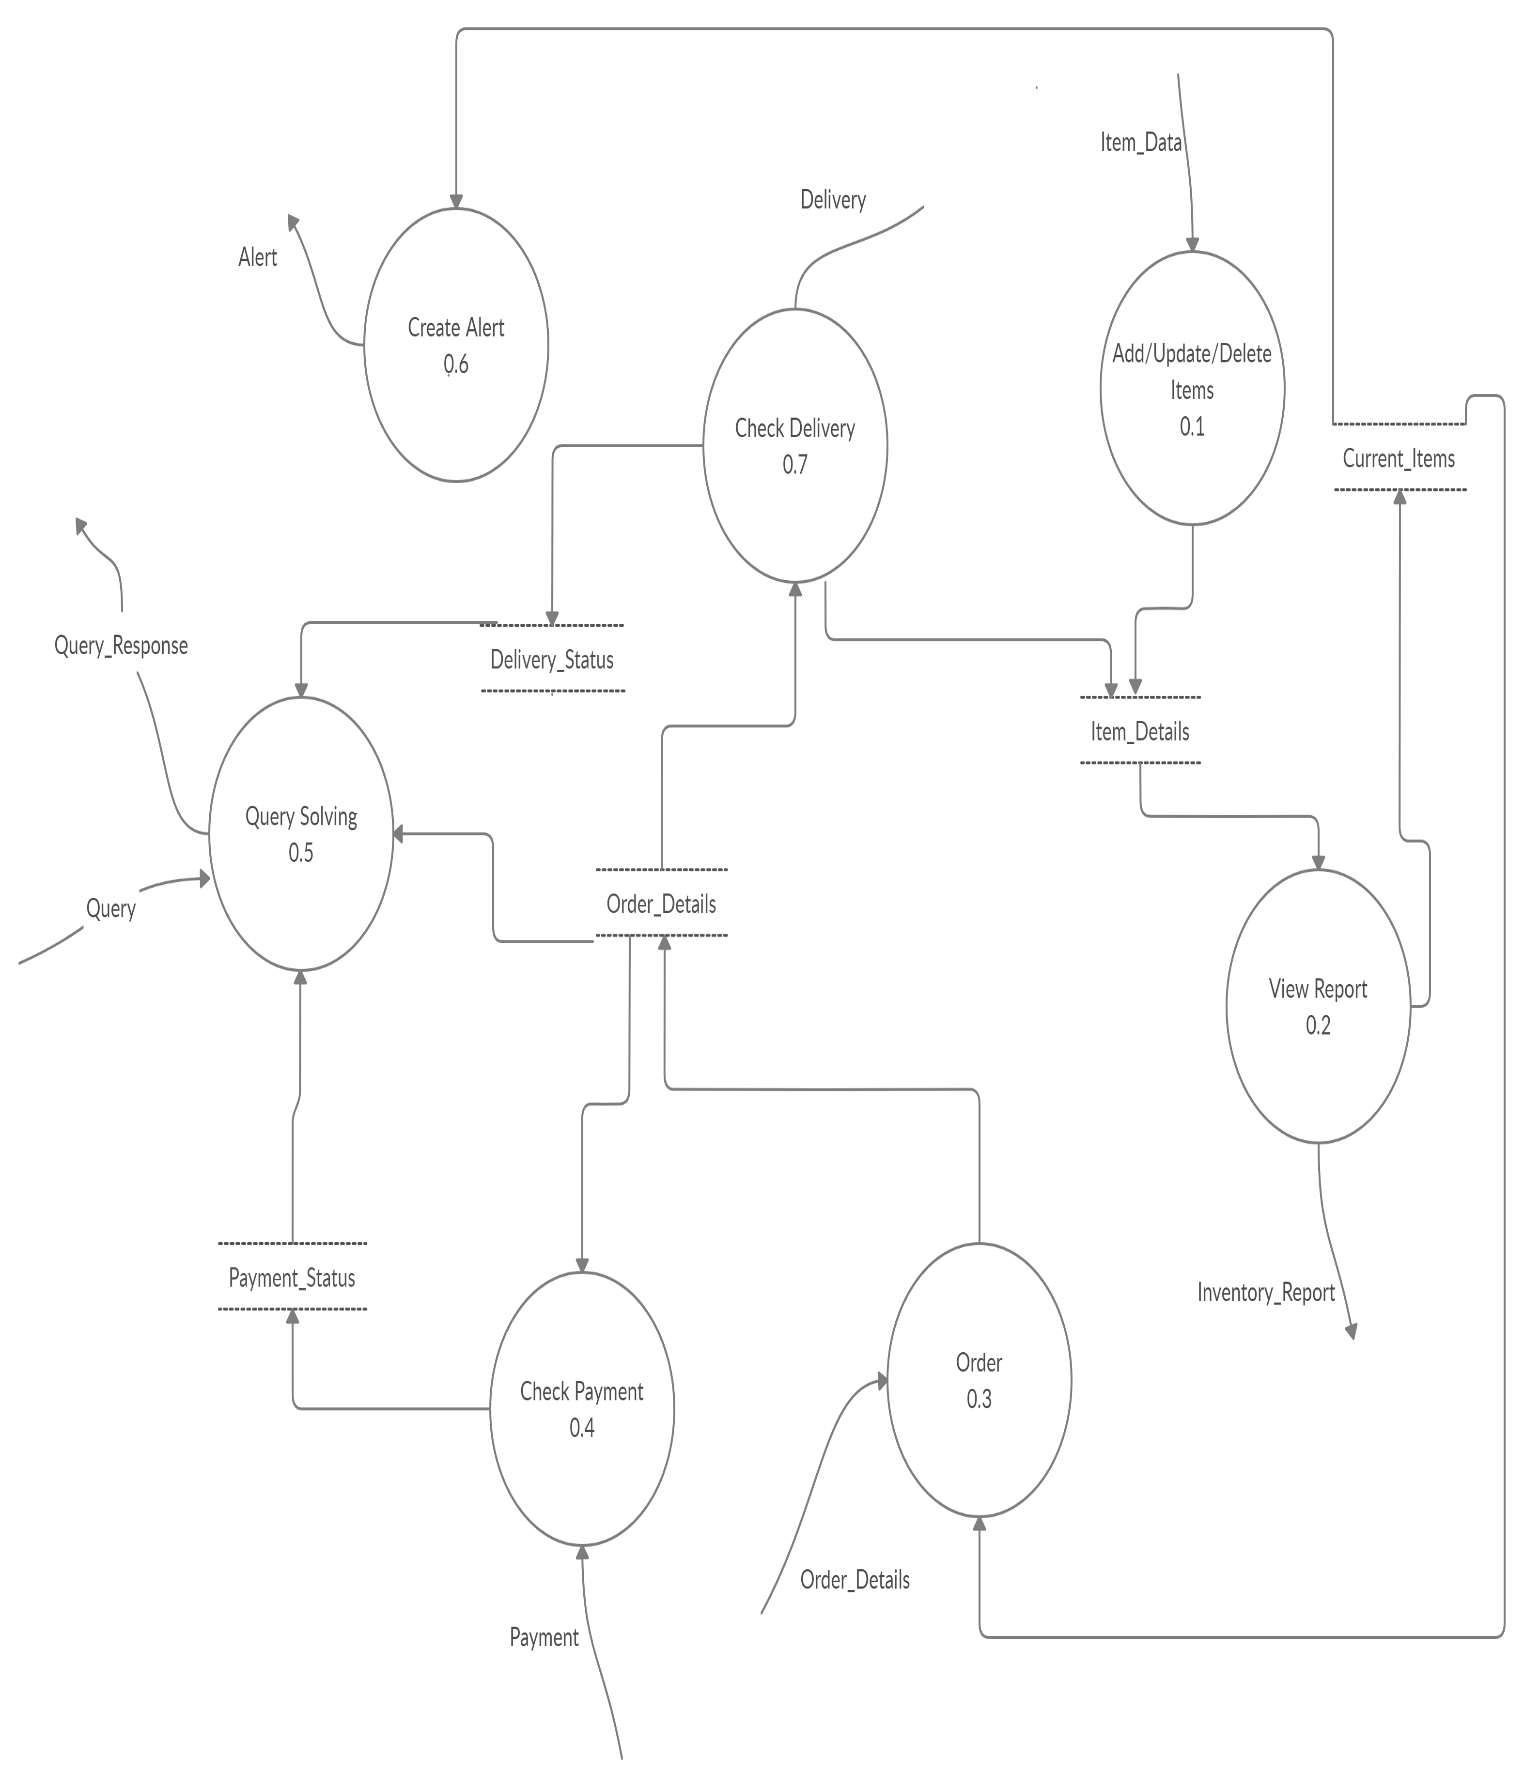 Item_Data
Delivery
Alert
Create Alert
0.6
Add/Update/Delete
Items
0.1
Check Delivery
0.7
Current_Items
Query_Response
Delivery_Status
Item_Details
Query Solving
0.5
Query
Order_Details
View Report
0.2
Payment_Status
Inventory_Report
Order
0.3
Check Payment
0.4
Order_Details
Payment